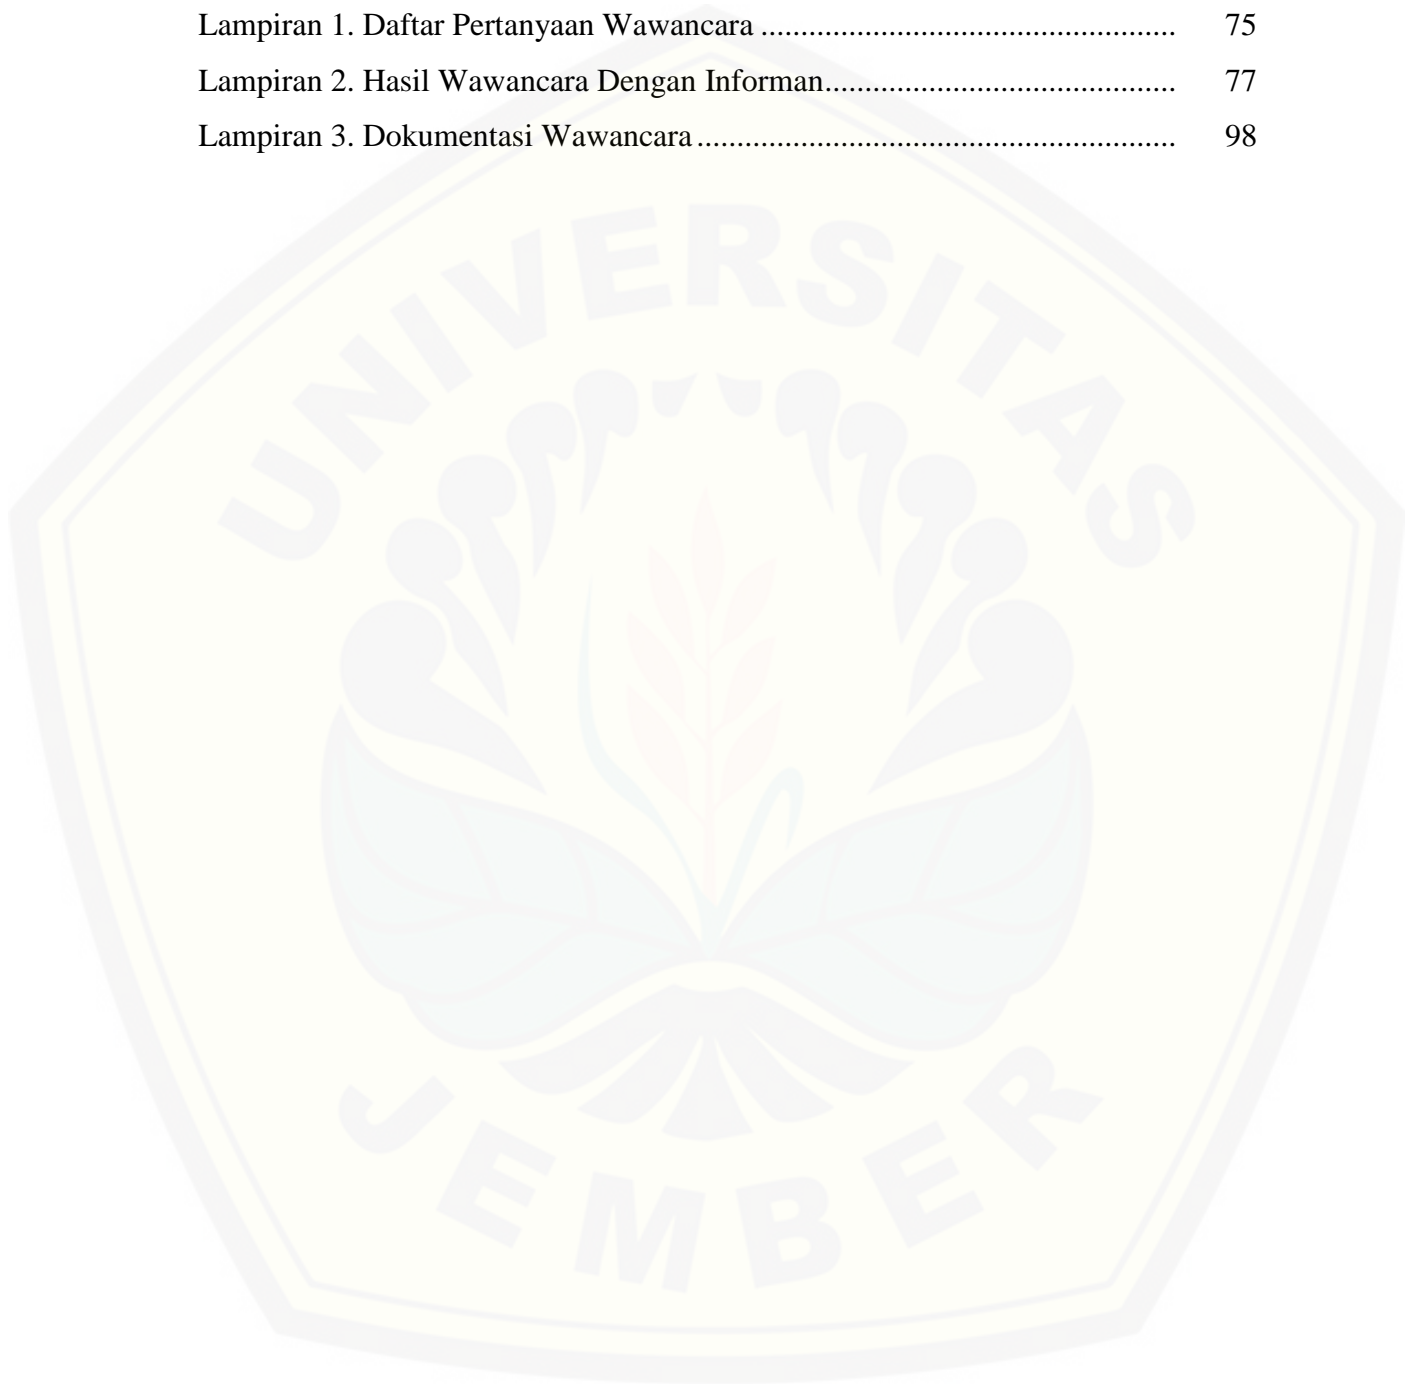 Lampiran 1. Daftar Pertanyaan Wawancara .................................................... 75
Lampiran 2. Hasil Wawancara Dengan Informan............................................ 77
Lampiran 3. Dokumentasi Wawancara ............................................................ 98
UNIVERSITAS
JEMBER